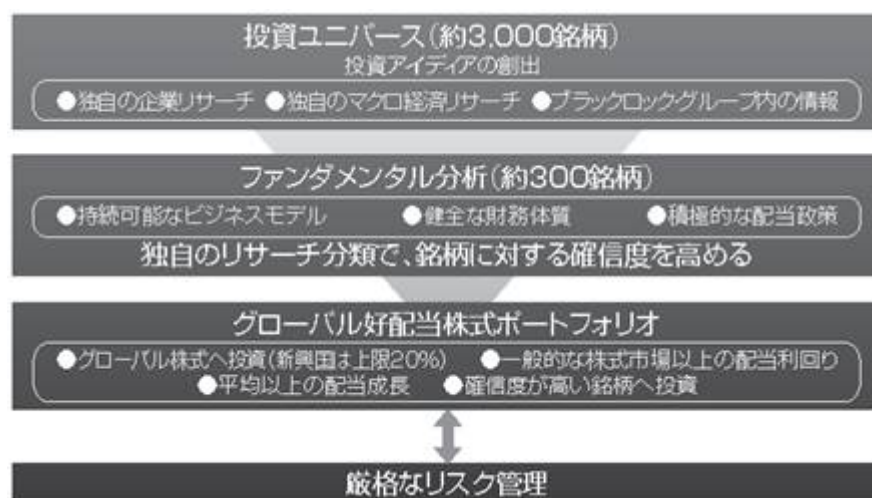 投資ユニバース(約3,000銘柄)
投資アイディアの創出
●独自の企業リサーチ ●独自のマクロ経済リサーチ ●ブラックロック・グループ内の情報
ファンダメンタル分析(約300銘柄)
●持続可能なビジネスモデル ●健全な財務体質 ●積極的な配当政策
独自のリサーチ分類で、銘柄に対する確信度を高める
グローバル好配当株式ポートフォリオ
●グローバル株式へ投資(新興国は上限20%) ●一般的な株式市場以上の配当利回り
●平均以上の配当成長 ●確信度が高い銘柄へ投資
厳格なリスク管理